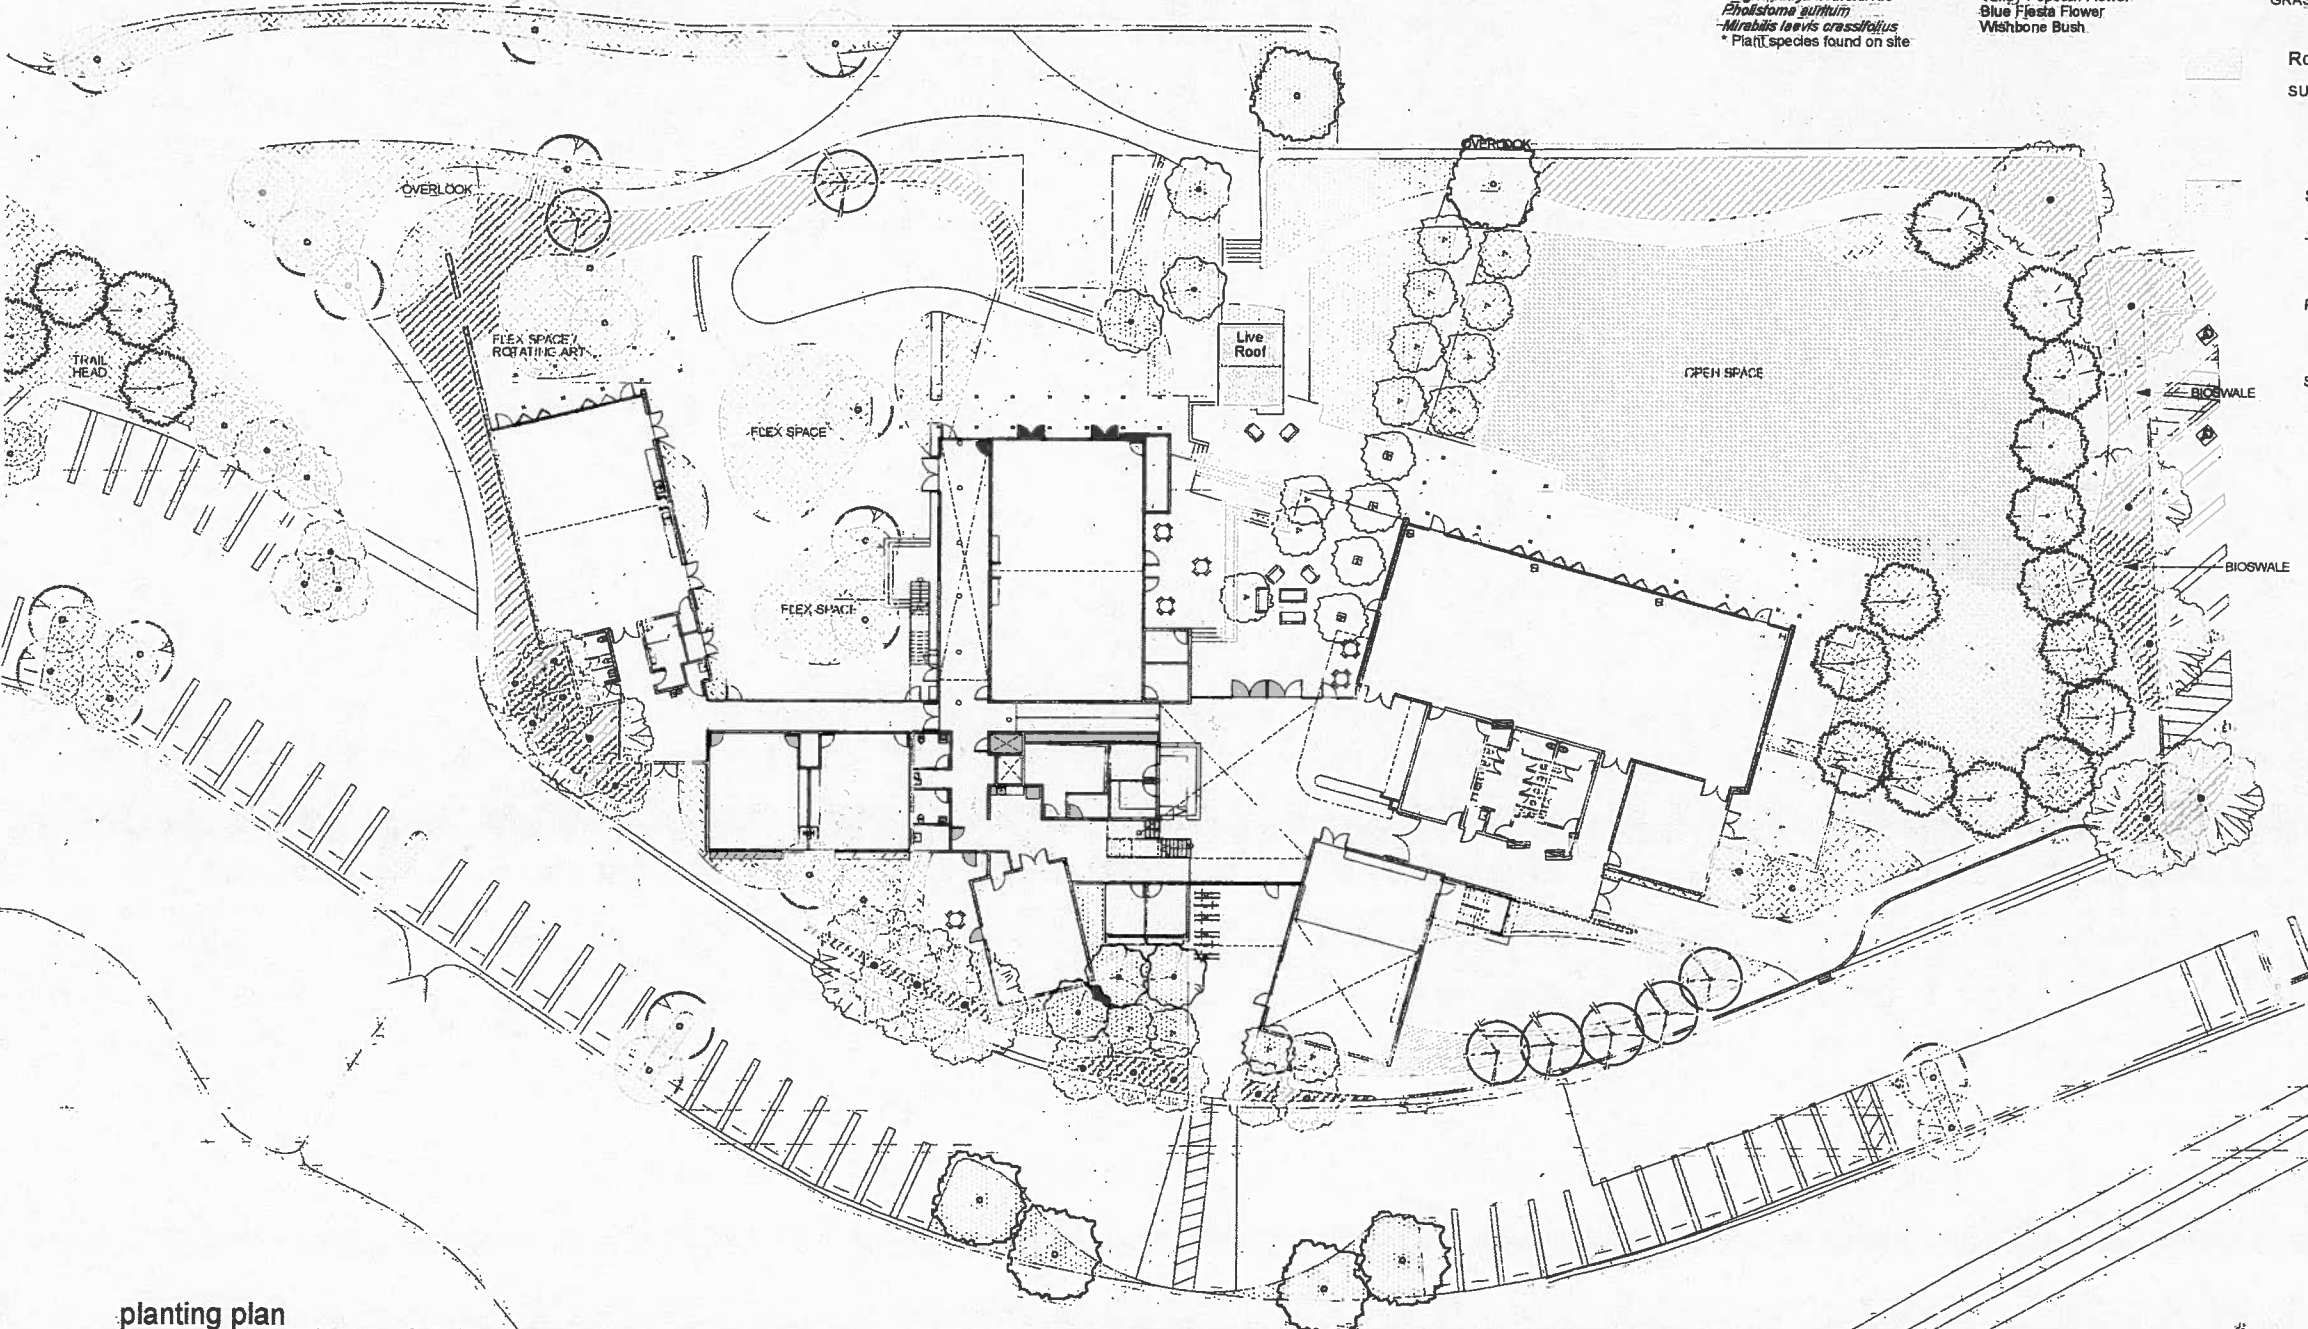 Pholistoma auritum
Blue Fiesta Flower
Mirabilis laevis crassifolius
Wishbone Bush
* Plant species found on site
OVERLOOK
OVERLOOK
TRAIL
HEAD
FLEX SPACE /
ROTATING ART
Live
Roof
OPEN SPACE
BIOSWALE
FLEX SPACE
BIOSWALE
FLEX SPACE
planting plan